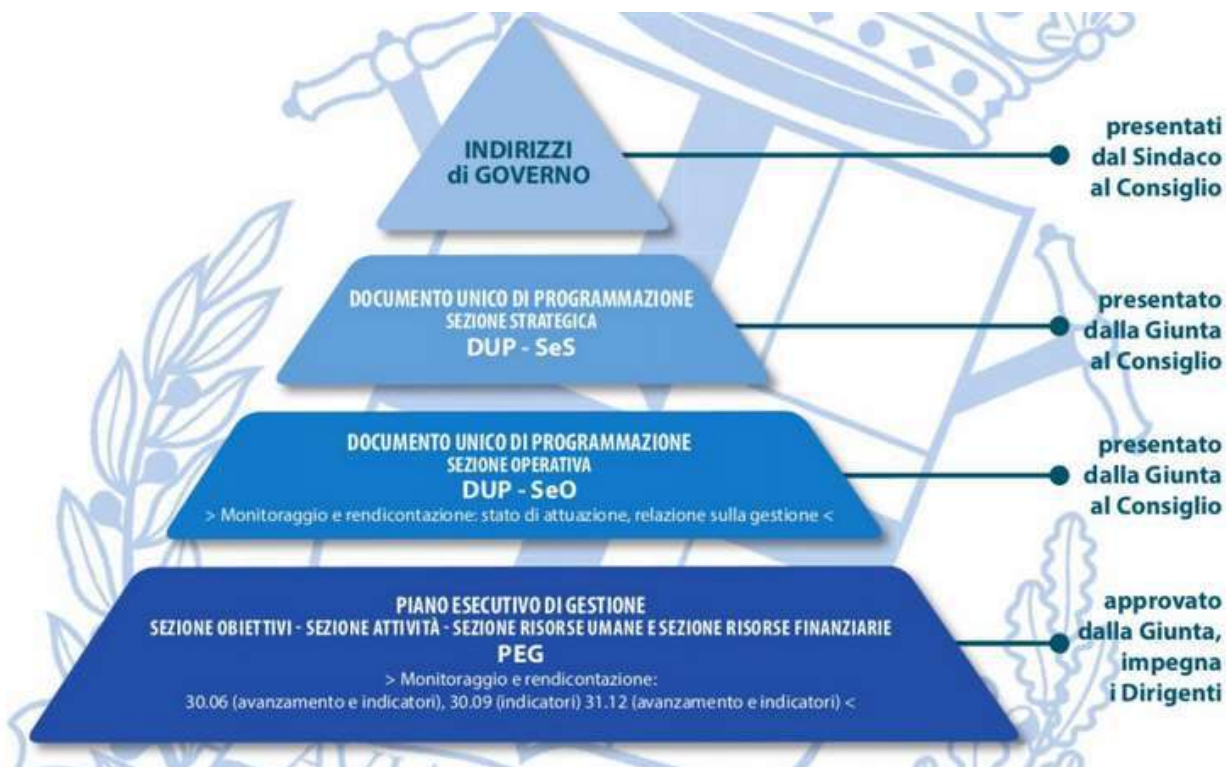 INDIRIZZI
di GOVERNO
presentati
dal Sindaco
al Consiglio
DOCUMENTO UNICO DI PROGRAMMAZIONE
SEZIONE STRATEGICA
DUP - SeS
presentato
dalla Giunta
al Consiglio
DOCUMENTO UNICO DI PROGRAMMAZIONE
SEZIONE OPERATIVA
DUP - SeO
> Monitoraggio e rendicontazione: stato di attuazione, relazione sulla gestione <
presentato
dalla Giunta
al Consiglio
PIANO ESECUTIVO DI GESTIONE
SEZIONE OBIETTIVI - SEZIONE ATTIVITÀ - SEZIONE RISORSE UMANE E SEZIONE RISORSE FINANZIARIE
PEG
> Monitoraggio e rendicontazione:
30.06 (avanzamento e indicatori), 30.09 (indicatori) 31.12 (avanzamento e indicatori) <
approvato
dalla Giunta,
impegna
i Dirigenti